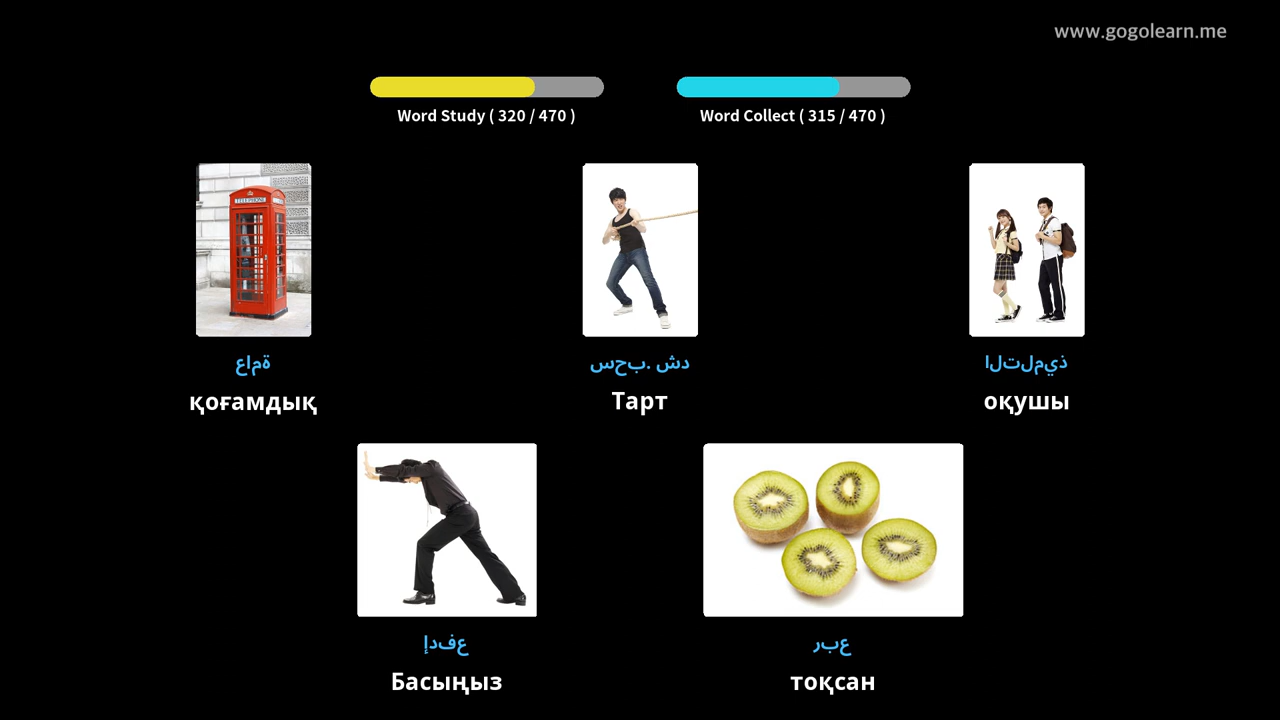 www.gogolearn.me
Word Study ( 320 / 470 )
Word Collect ( 315 / 470 )
TELEPHONE
عامة
سحب. شد
التلميذ
қоғамдық
Тарт
оқушы
إدفع
ربع
Басыңыз
тоқсан